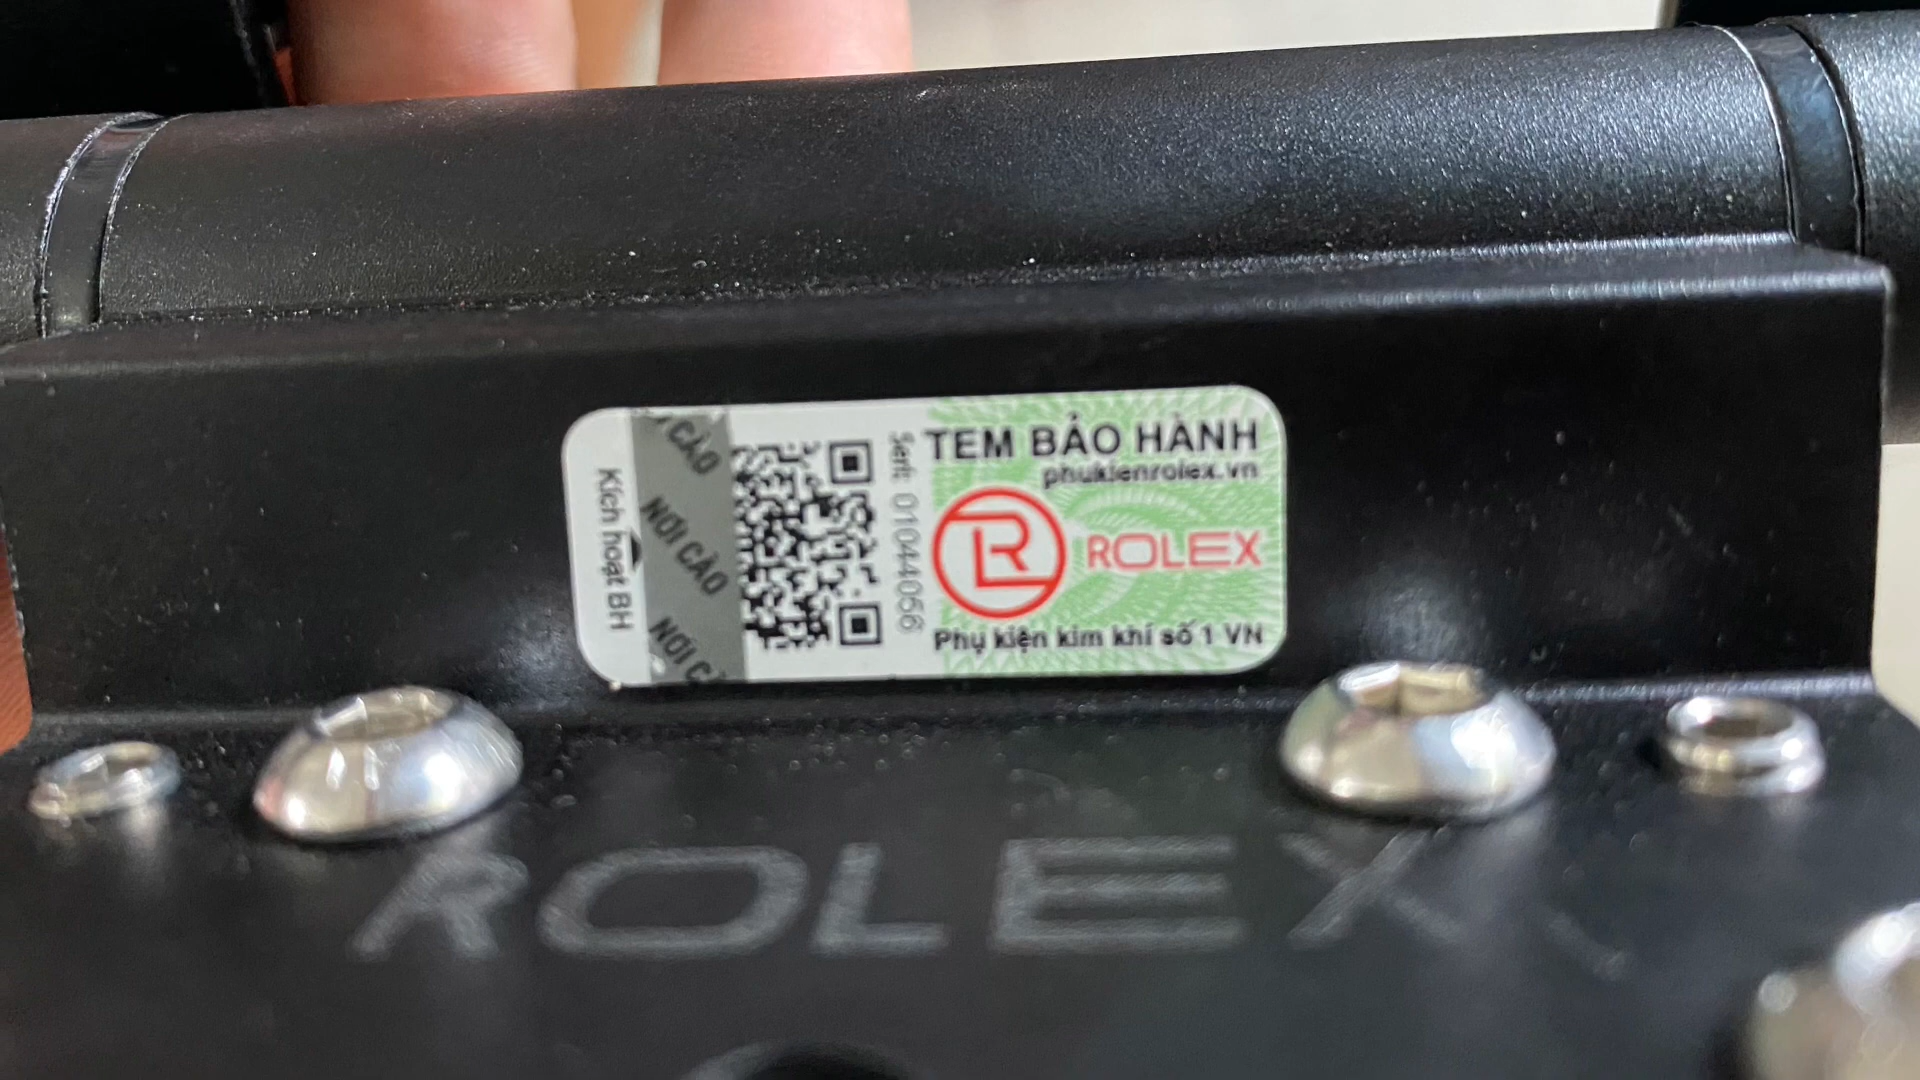 TEM BẢO HÀNH
phukienrolex.vn
ROLEX
Phụ kiện kim khí số 1 VN
Seri: 01044066
NƠI CÀO
NƠI CÀO
Kích hoạt BH
ROLEX